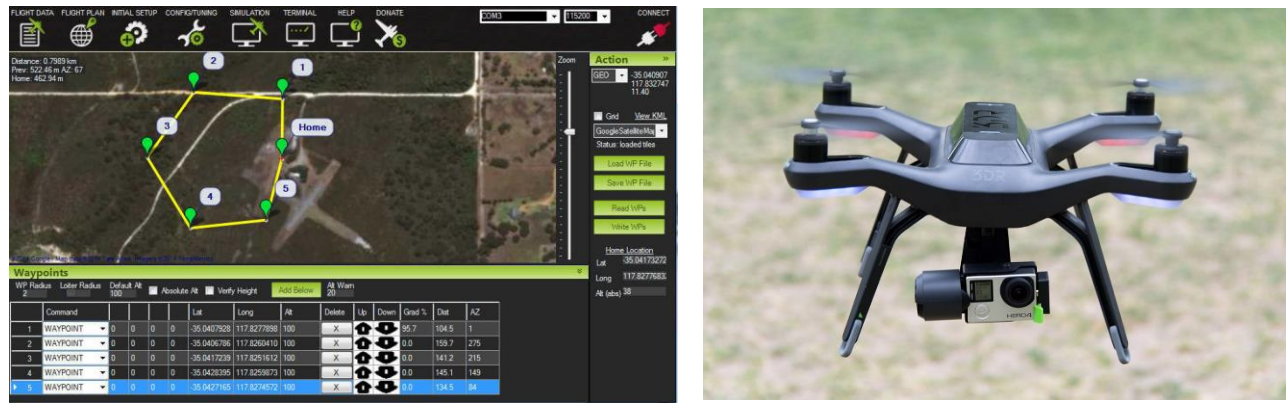 FLIGHT DATA FLIGHT PLAN INITIAL SETUP CONFIG/TUNING SIMULATION TERMINAL HELP DONATE COM3 115200 CONNECT
Distance: 0.7989 km
Prev: 522.46 m AZ: 67
Home: 462.94 m
2
1
3
Home
4
5
Zoom
Action
GEO -35.040907
117.832747
11.40
Grid View KML
GoogleSatelliteMap
Status: loaded tiles
Load WP File
Save WP File
Read WPs
Write WPs
Home Location
Lat -35.04173272
Long 117.8277683
Alt (abs) 38
Waypoints
WP Radius Loiter Radius Default Alt Absolute Alt Verify Height Add Below Alt Warn
2 100 20
Command Lat Long Alt Delete Up Down Grad % Dist AZ
1 WAYPOINT 0 0 0 0 -35.0407928 117.8277898 100 X 95.7 104.5 1
2 WAYPOINT 0 0 0 0 -35.0406786 117.8260410 100 X 0.0 159.7 275
3 WAYPOINT 0 0 0 0 -35.0417239 117.8251612 100 X 0.0 141.2 215
4 WAYPOINT 0 0 0 0 -35.0428395 117.8259873 100 X 0.0 145.1 149
5 WAYPOINT 0 0 0 0 -35.0427165 117.8274572 100 X 0.0 134.5 84
3DR
HERO4